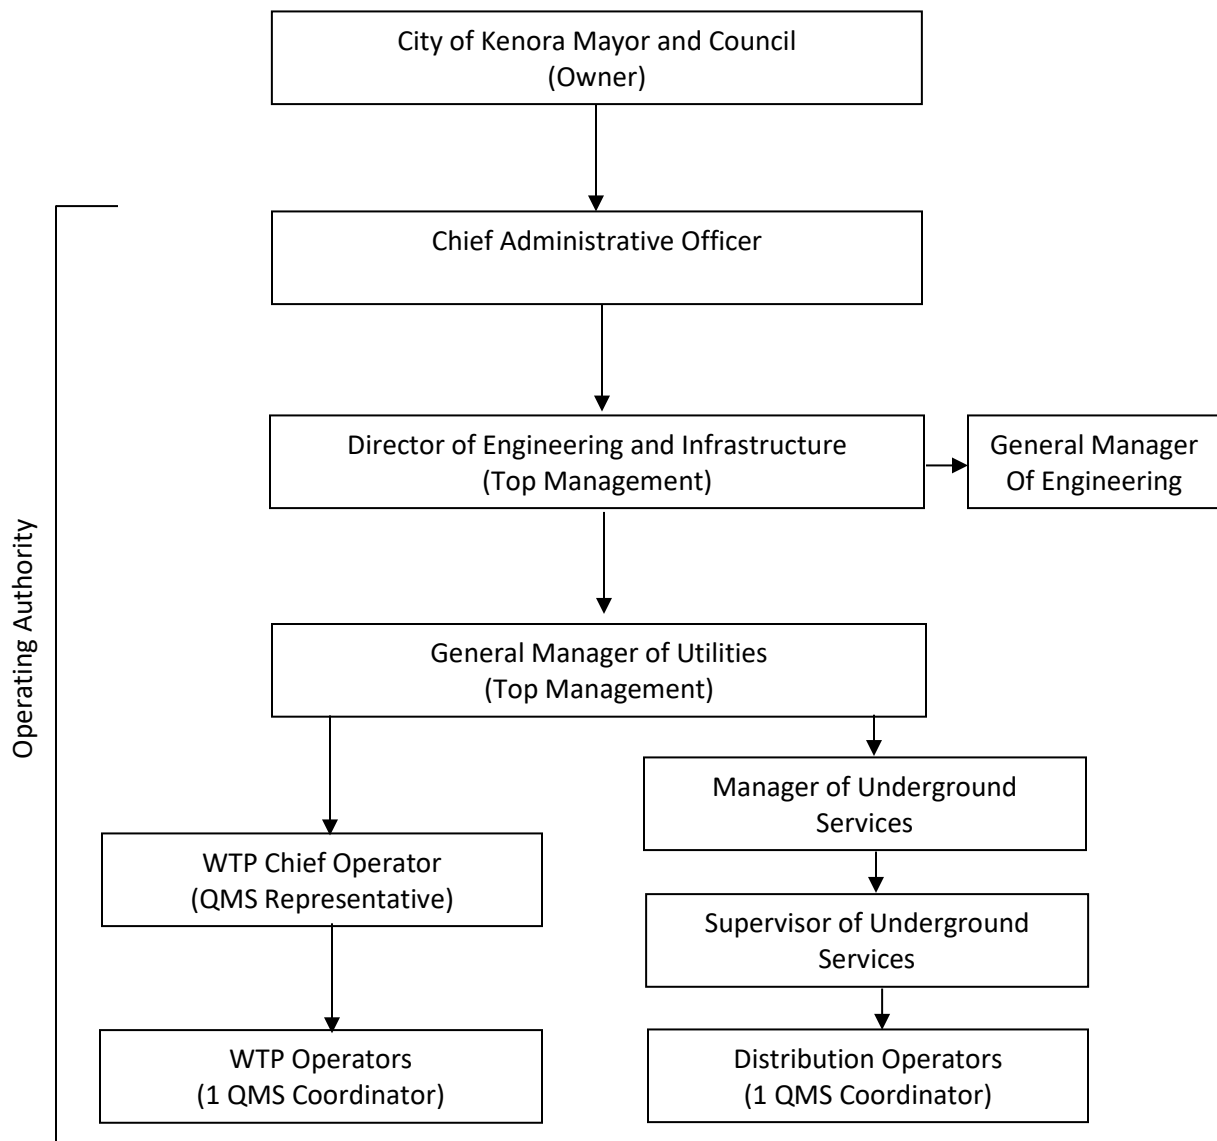 City of Kenora Mayor and Council
(Owner)
Chief Administrative Officer
Director of Engineering and Infrastructure
(Top Management)
General Manager
Of Engineering
Operating Authority
General Manager of Utilities
(Top Management)
Manager of Underground
Services
WTP Chief Operator
(QMS Representative)
Supervisor of Underground
Services
WTP Operators
(1 QMS Coordinator)
Distribution Operators
(1 QMS Coordinator)